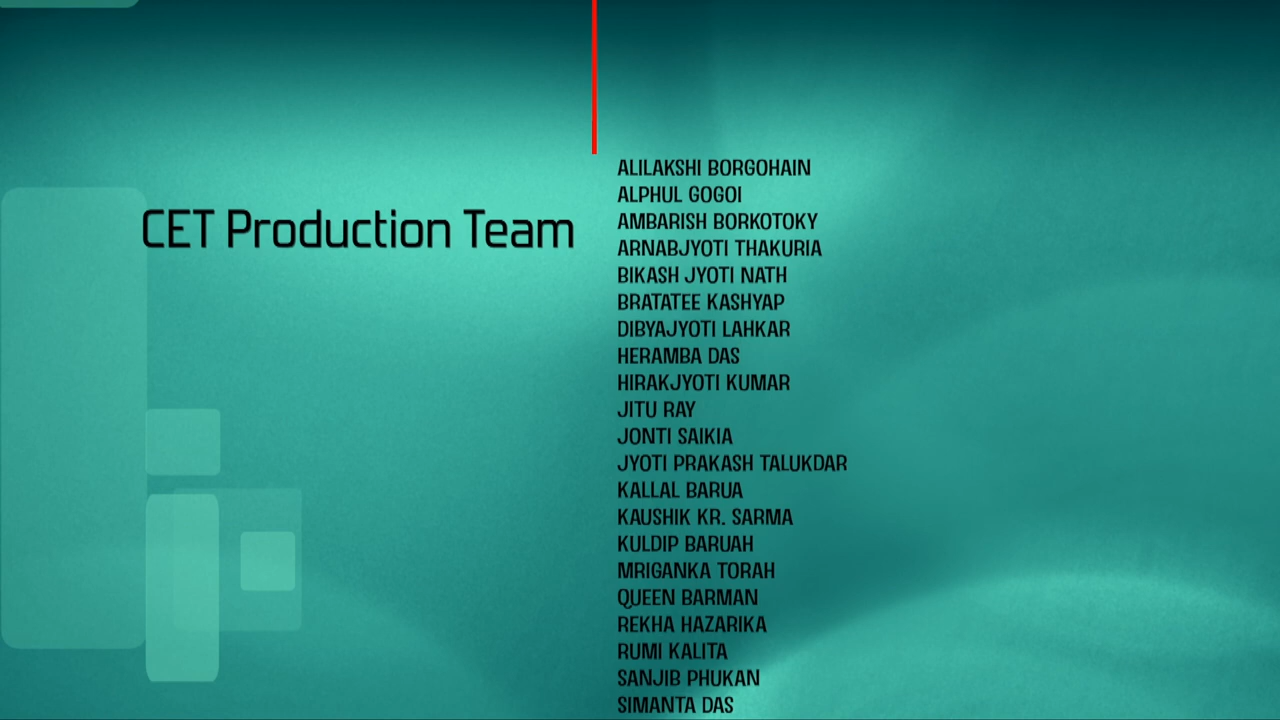 CET Production Team
ALILAKSHI BORGOHAIN
ALPHUL GOGOI
AMBARISH BORKOTOKY
ARNABJYOTI THAKURIA
BIKASH JYOTI NATH
BRATATEE KASHYAP
DIBYAJYOTI LAHKAR
HERAMBA DAS
HIRAKJYOTI KUMAR
JITU RAY
JONTI SAIKIA
JYOTI PRAKASH TALUKDAR
KALLAL BARUA
KAUSHIK KR. SARMA
KULDIP BARUAH
MRIGANKA TORAH
QUEEN BARMAN
REKHA HAZARIKA
RUMI KALITA
SANJIB PHUKAN
SIMANTA DAS